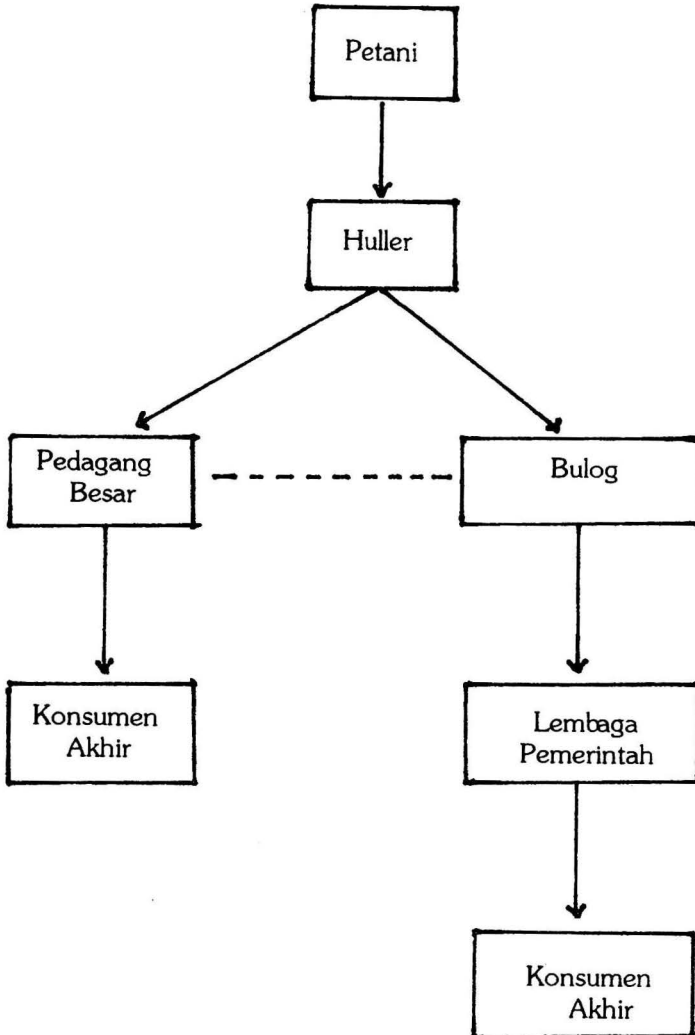 Petani
Huller
Pedagang
Besar
Bulog
Konsumen
Akhir
Lembaga
Pemerintah
Konsumen
Akhir